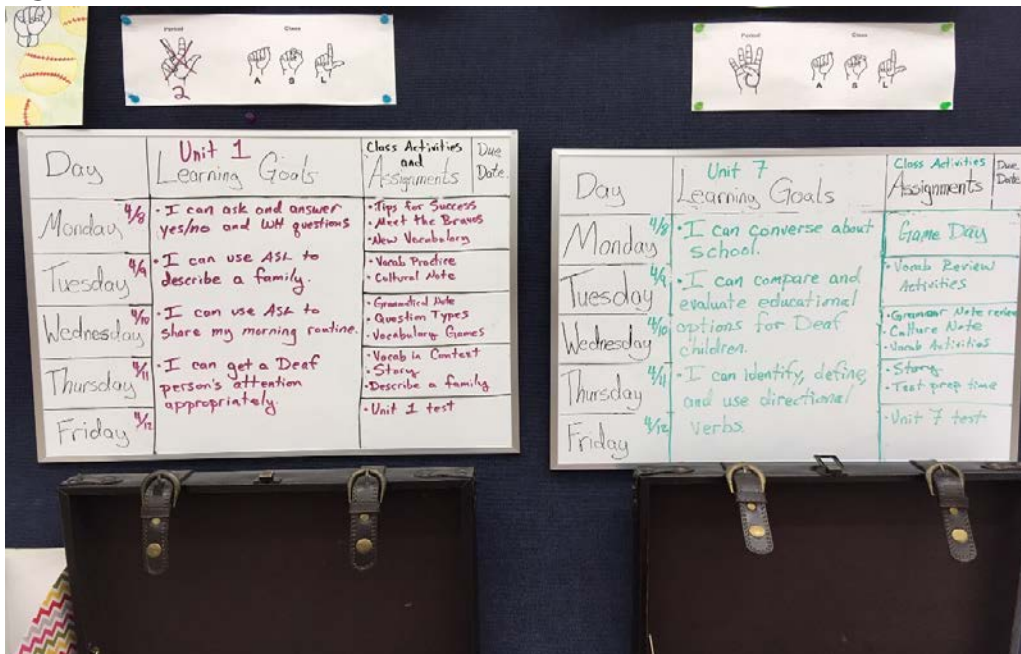 Period Class
2
A S L
Day
Unit 1
Learning Goals
Class Activities
and
Assignments
Due
Date
Monday 4/8
Tuesday 4/9
Wednesday 4/10
Thursday 4/11
Friday 4/12
• I can ask and answer
yes/no and WH questions
• I can use ASL to
describe a family.
• I can use ASL to
share my morning routine.
• I can get a Deaf
person's attention
appropriately.
• Tips for Success
• Meet the Bravos
• New Vocabulary
• Vocab Practice
• Cultural Note
• Grammatical Note
• Question Types
• Vocabulary Games
• Vocab in Context
• Story
• Describe a family
• Unit 1 test
Period Class
A S L
Day
Unit 7
Learning Goals
Class Activities
Assignments
Due
Date
Monday 4/8
Tuesday 4/9
Wednesday 4/10
Thursday 4/11
Friday 4/12
• I can converse about
school.
• I can compare and
evaluate educational
options for Deaf
children.
• I can identify, define,
and use directional
verbs.
Game Day
• Vocab Review
Activities
• Grammar Note review
• Culture Note
• Vocab Activities
• Story
• Test prep time
• Unit 7 test